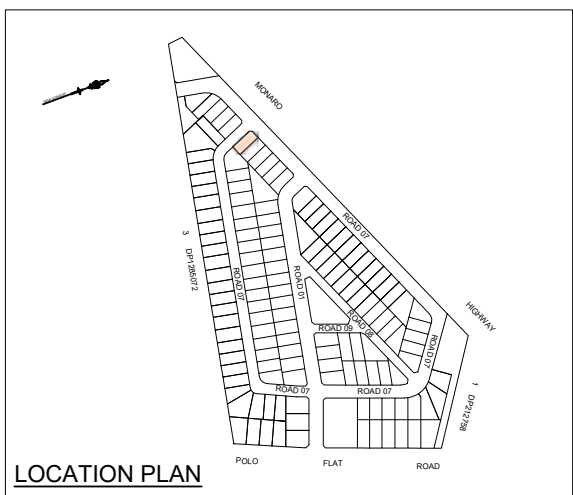 MONARO
ROAD 07
3 DP1285072
ROAD 07
ROAD 01
ROAD 08
HIGHWAY
ROAD 09
ROAD 07
1 DP212758
ROAD 07
ROAD 07
POLO FLAT ROAD
LOCATION PLAN